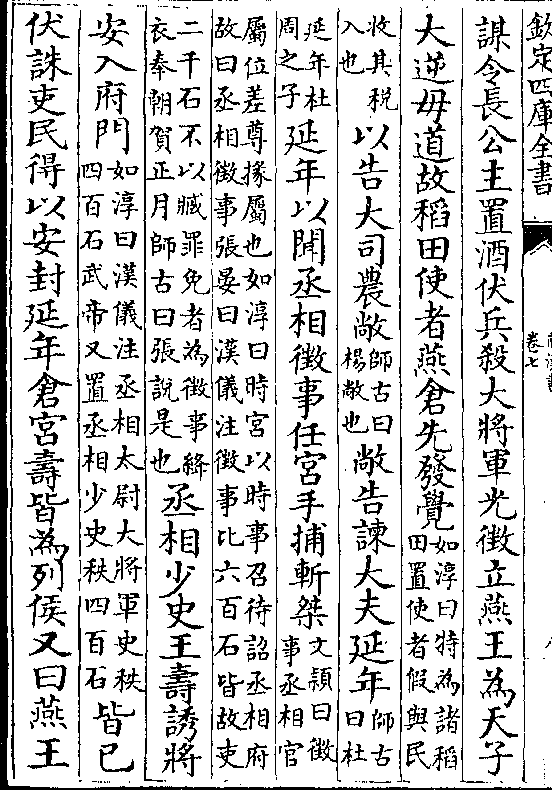 欽定四庫全書
卷七
謀令長公主置酒伏兵殺大將軍光徵立燕王為天子
大逆毋道故稻田使者燕倉先發覺如淳曰特為諸稻田置使者假與民
收其税入也以告大司農敞師古曰楊敞也敞告諫大夫延年師古曰杜
延年杜周之子延年以聞丞相徵事任宮手捕斬桀文頴曰徵事丞相官
屬位差尊掾屬也如淳曰時宮以時事召待詔丞相府故曰丞相徵事張晏曰漢儀注徵事比六百石皆故吏
二千石不以贓罪免者為徵事絳衣奉朝賀正月師古曰張説是也丞相少史王壽誘將
安入府門如淳曰漢儀注丞相太尉大將軍史秩四百石武帝又置丞相少史秩四百石皆已
伏誅吏民得以安封延年倉宮壽皆為列侯又曰燕王